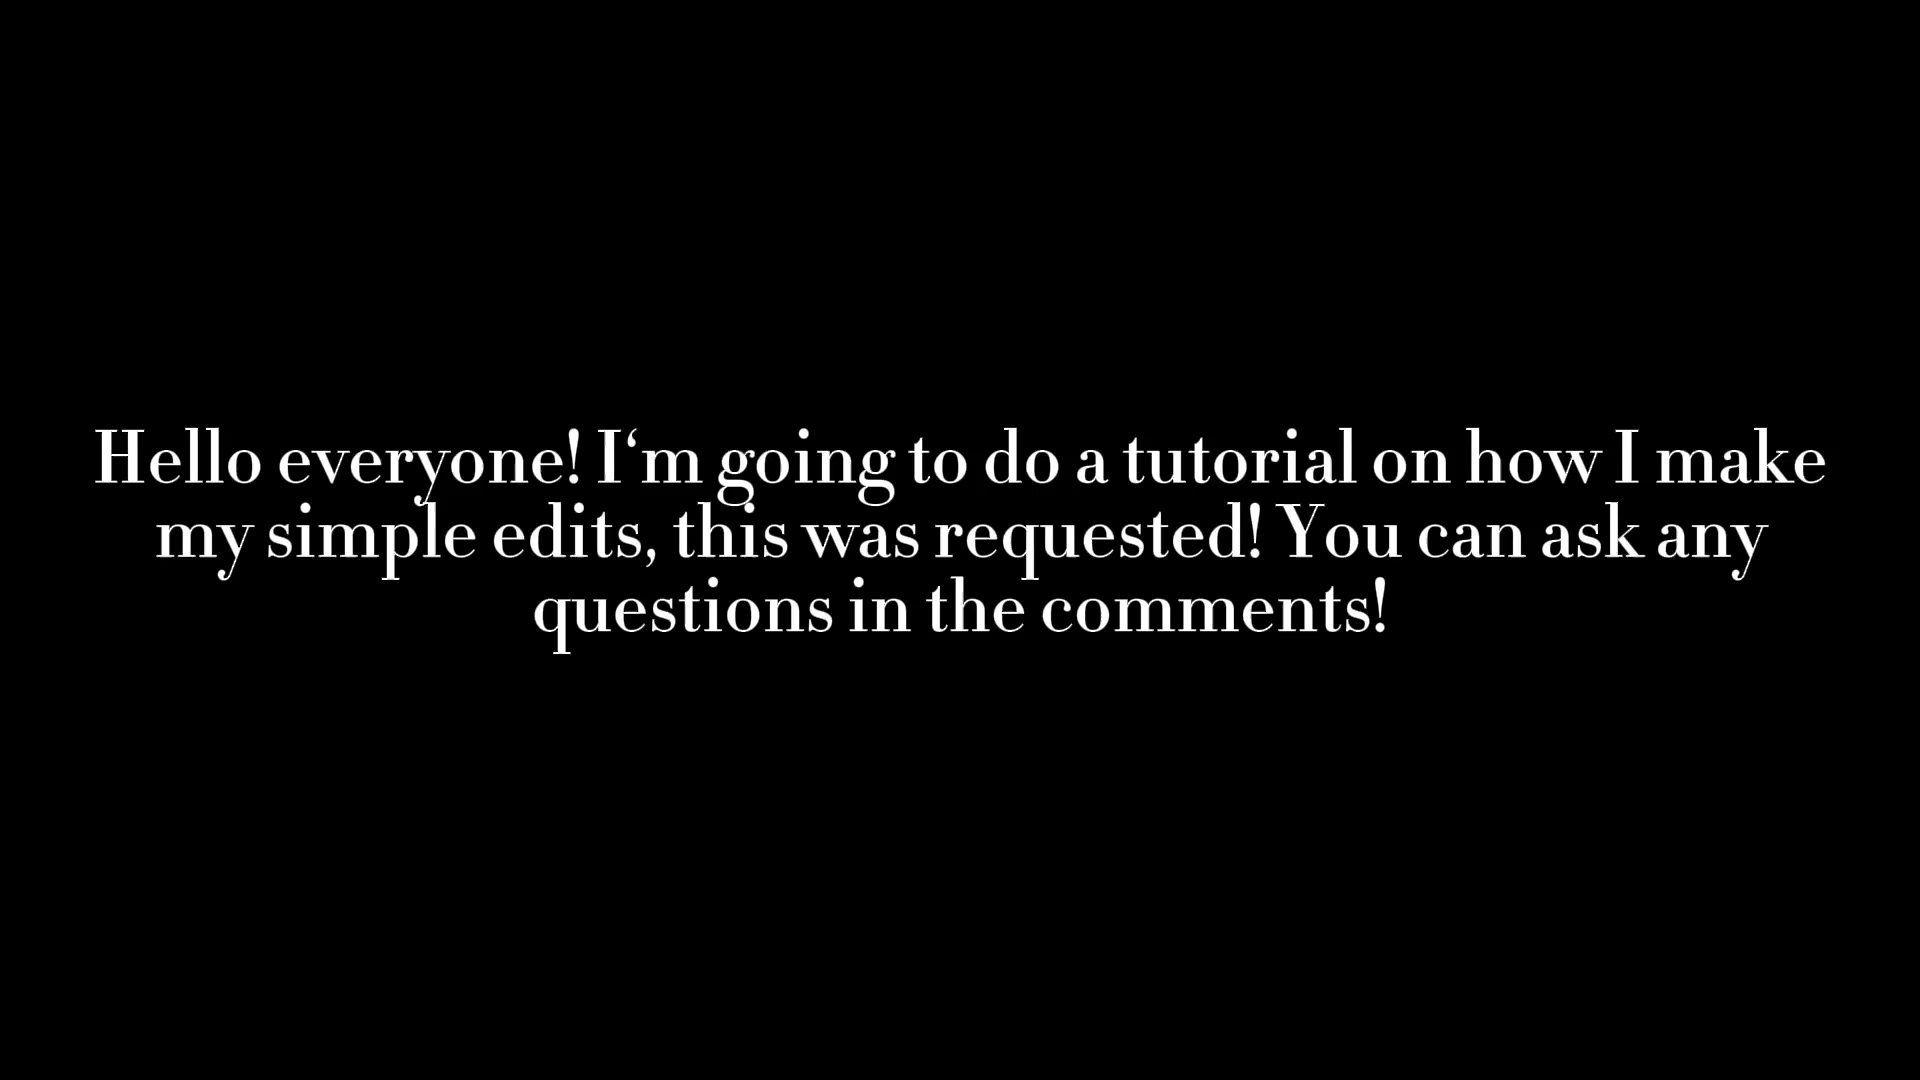 Hello everyone! I‘m going to do a tutorial on how I make
my simple edits, this was requested! You can ask any
questions in the comments!